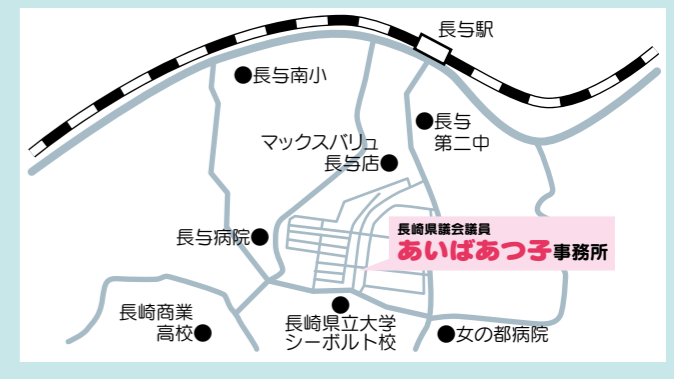 長与駅
長与南小
長与
第二中
マックスバリュ
長与店
長崎県議会議員
あいばあつ子事務所
長与病院
長崎商業
高校
長崎県立大学
シーボルト校
女の都病院